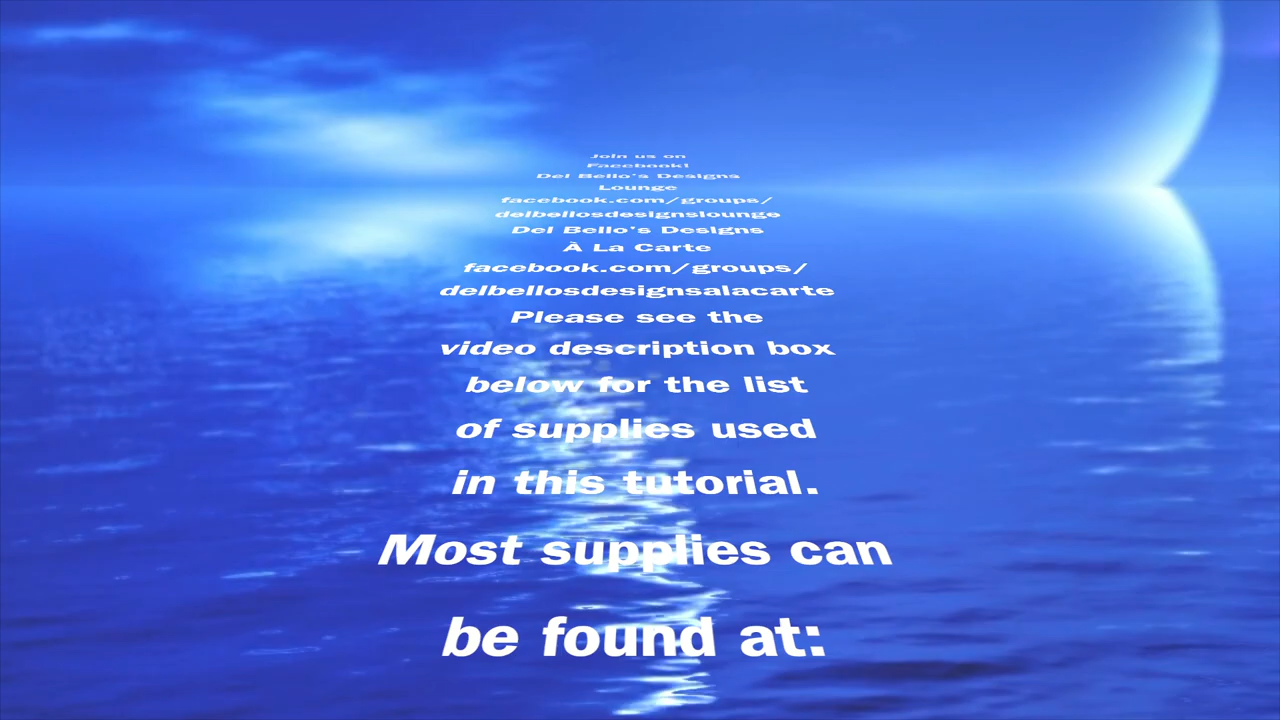 Join us on
Facebook!
Del Bello's Designs
Lounge
facebook.com/groups/
delbellosdesignslounge
Del Bello's Designs
À La Carte
facebook.com/groups/
delbellosdesignsalacarte
Please see the
video description box
below for the list
of supplies used
in this tutorial.
Most supplies can
be found at: